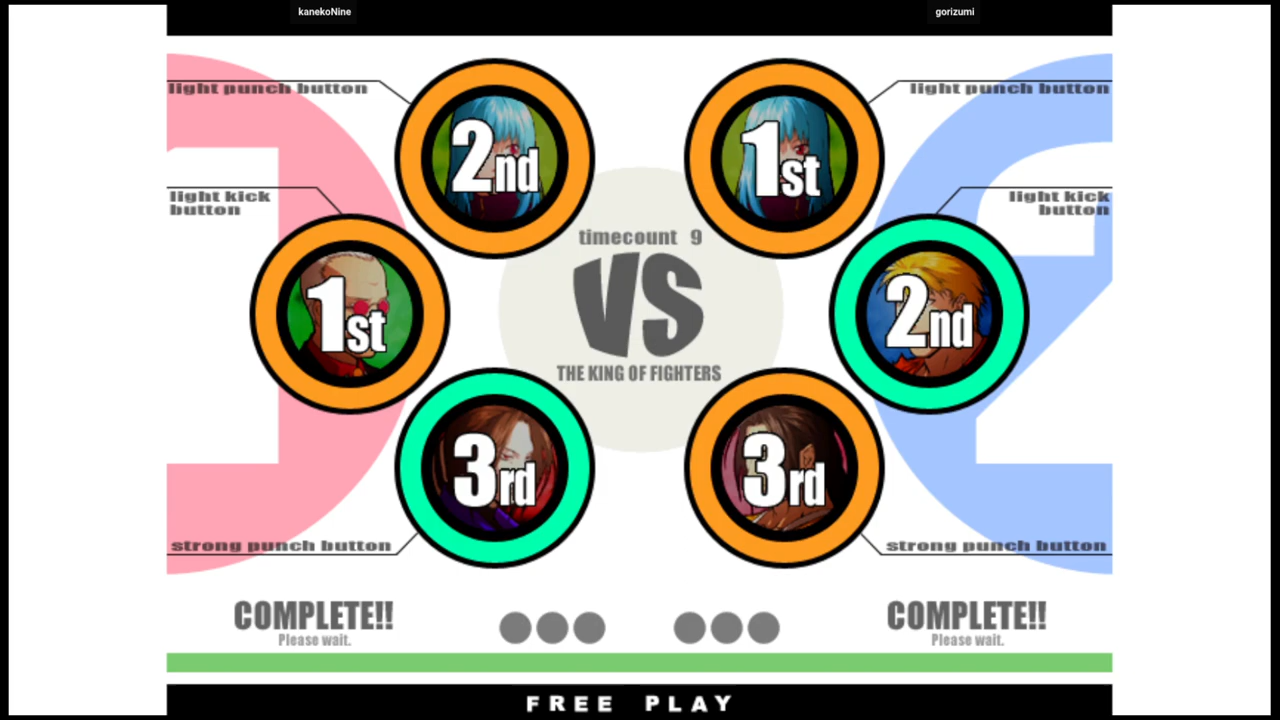 kanekoNine
gorizumi
light punch button
light punch button
2nd
1st
light kick
button
light kick
button
timecount 9
VS
THE KING OF FIGHTERS
1st
2nd
3rd
3rd
strong punch button
strong punch button
COMPLETE!!
Please wait.
COMPLETE!!
Please wait.
FREE PLAY